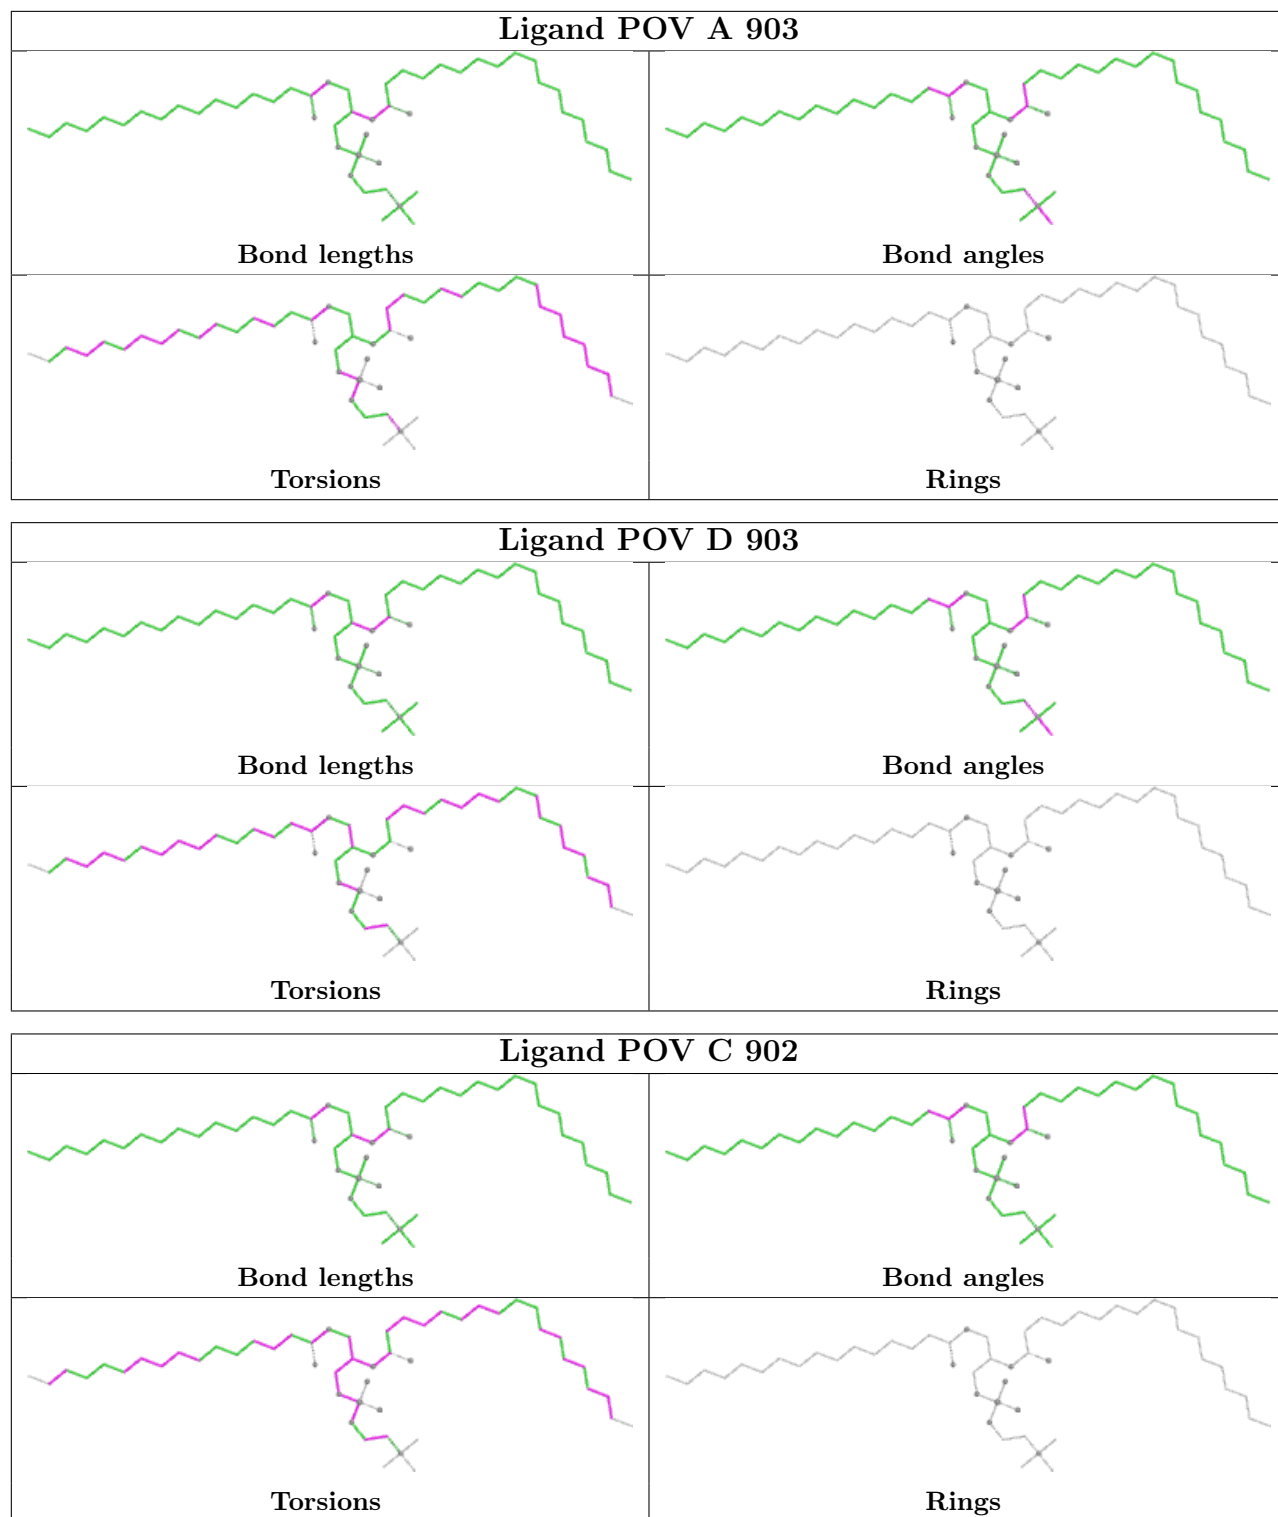 Ligand POV A 903
Bond lengths
Bond angles
Torsions
Rings
Ligand POV D 903
Bond lengths
Bond angles
Torsions
Rings
Ligand POV C 902
Bond lengths
Bond angles
Torsions
Rings